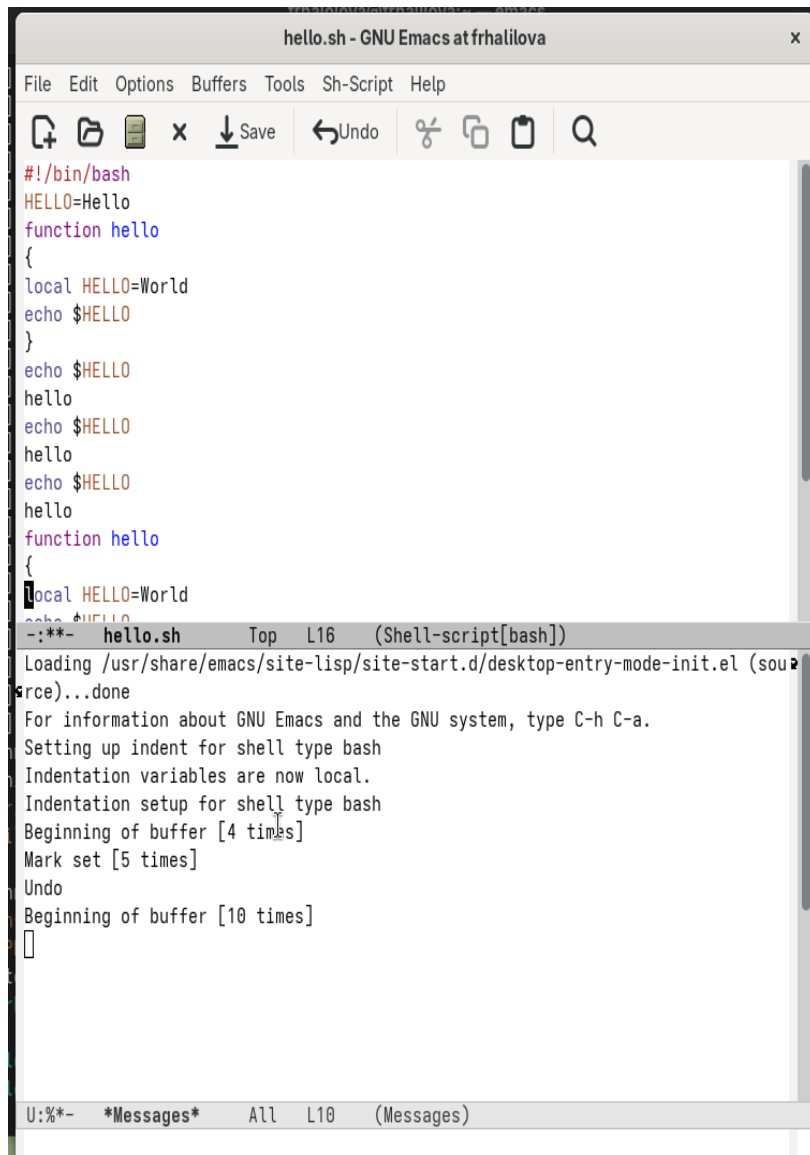 hello.sh - GNU Emacs at frhalilova
File Edit Options Buffers Tools Sh-Script Help
Save Undo
#!/bin/bash
HELLO=Hello
function hello
{
local HELLO=World
echo $HELLO
}
echo $HELLO
hello
echo $HELLO
hello
echo $HELLO
hello
function hello
{
local HELLO=World
echo $HELLO
-:**- hello.sh Top L16 (Shell-script[bash])
Loading /usr/share/emacs/site-lisp/site-start.d/desktop-entry-mode-init.el (sou
rce)...done
For information about GNU Emacs and the GNU system, type C-h C-a.
Setting up indent for shell type bash
Indentation variables are now local.
Indentation setup for shell type bash
Beginning of buffer [4 times]
Mark set [5 times]
Undo
Beginning of buffer [10 times]
U:%*- *Messages* All L10 (Messages)